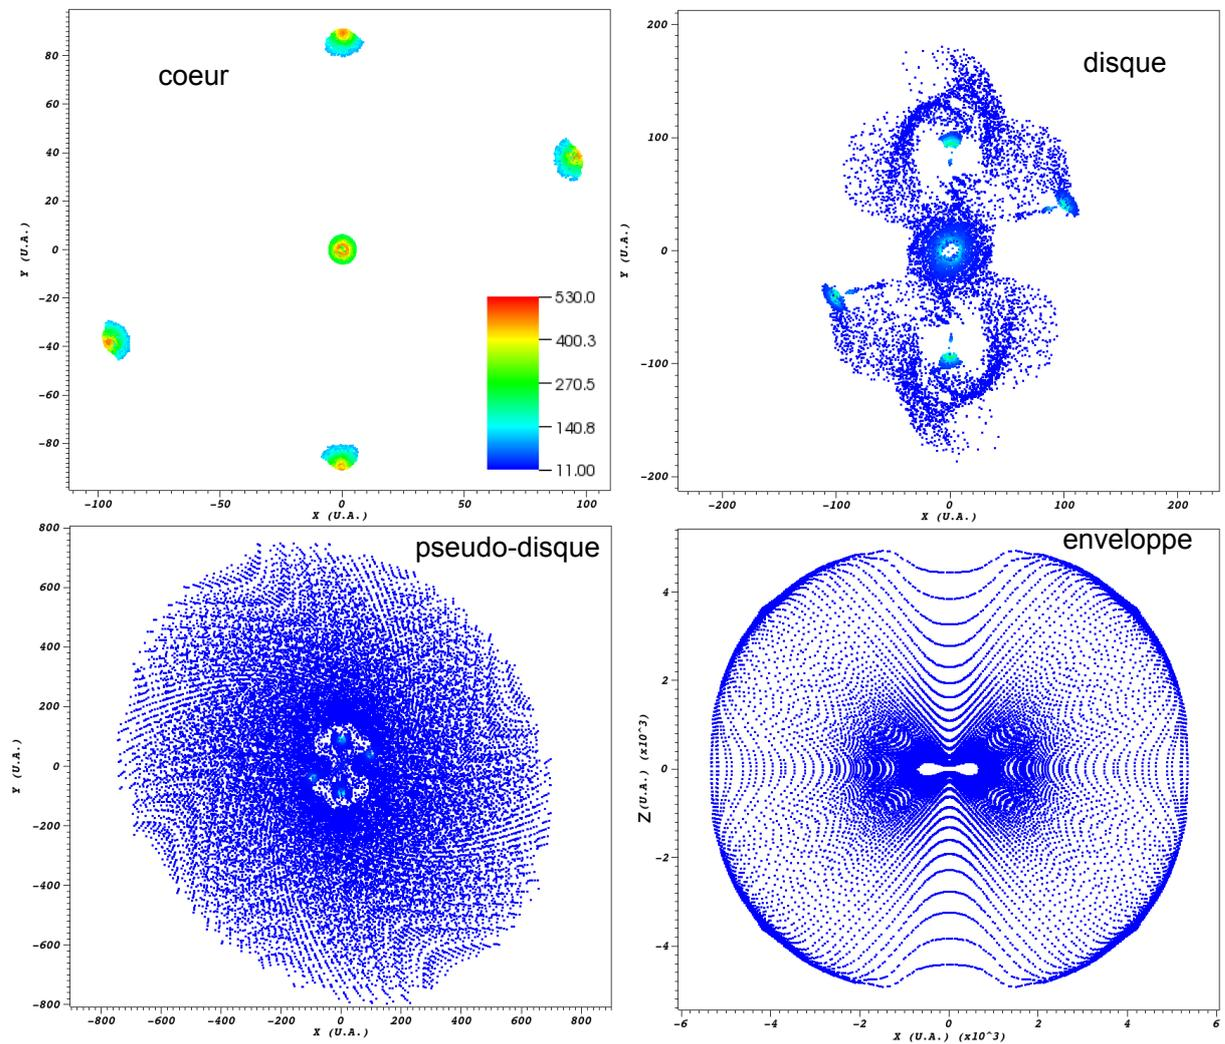 coeur
80
60
40
20
0
-20
-40
-60
-80
Y (U.A.)
-100 -50 0 50 100
X (U.A.)
530.0
400.3
270.5
140.8
11.00
disque
200
100
0
-100
-200
Y (U.A.)
-200 -100 0 100 200
X (U.A.)
pseudo-disque
800
600
400
200
0
-200
-400
-600
-800
Y (U.A.)
-800 -600 -400 -200 0 200 400 600 800
X (U.A.)
enveloppe
4
2
0
-2
-4
Z(U.A.) (x10^3)
-6 -4 -2 0 2 4 6
X (U.A.) (x10^3)